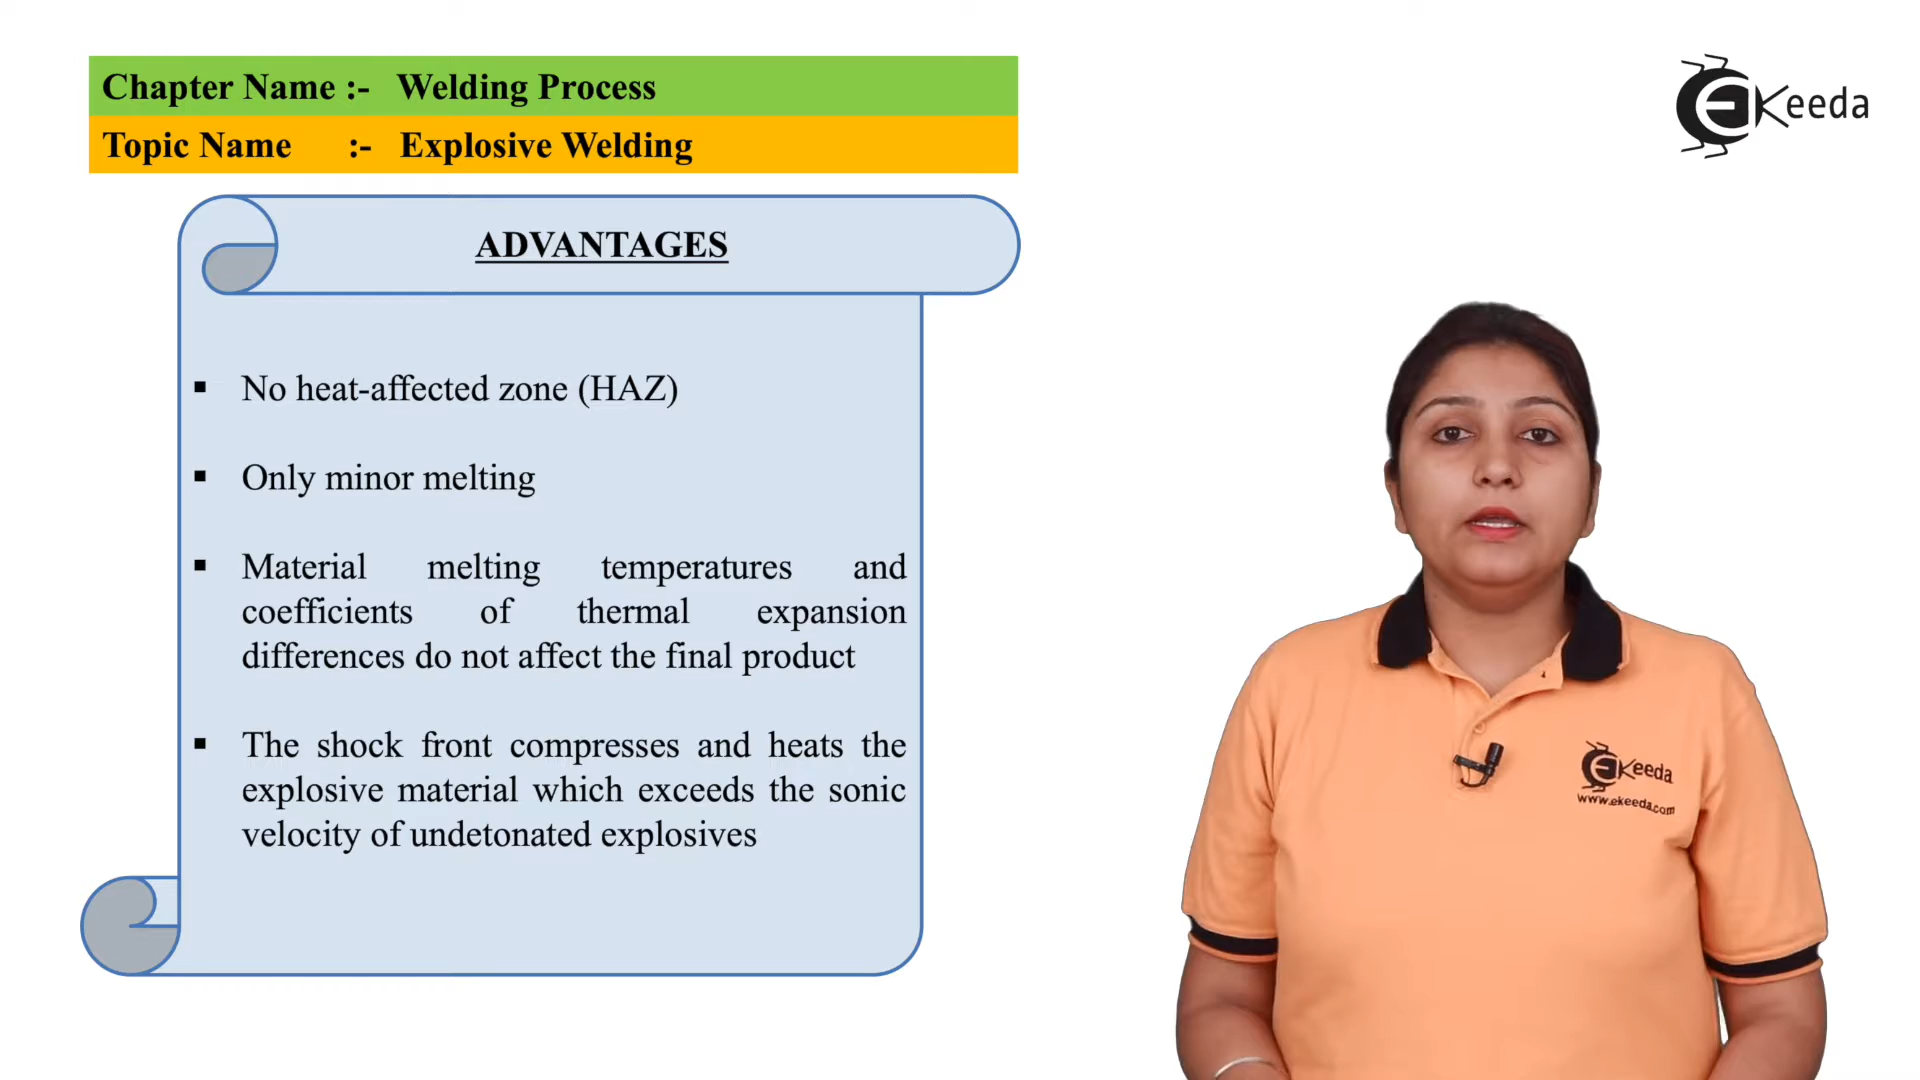 Chapter Name :- Welding Process
Topic Name :- Explosive Welding
EKeeda
ADVANTAGES
▪ No heat-affected zone (HAZ)
▪ Only minor melting
▪ Material melting temperatures and
coefficients of thermal expansion
differences do not affect the final product
▪ The shock front compresses and heats the
explosive material which exceeds the sonic
velocity of undetonated explosives
EKeeda
www.ekeeda.com